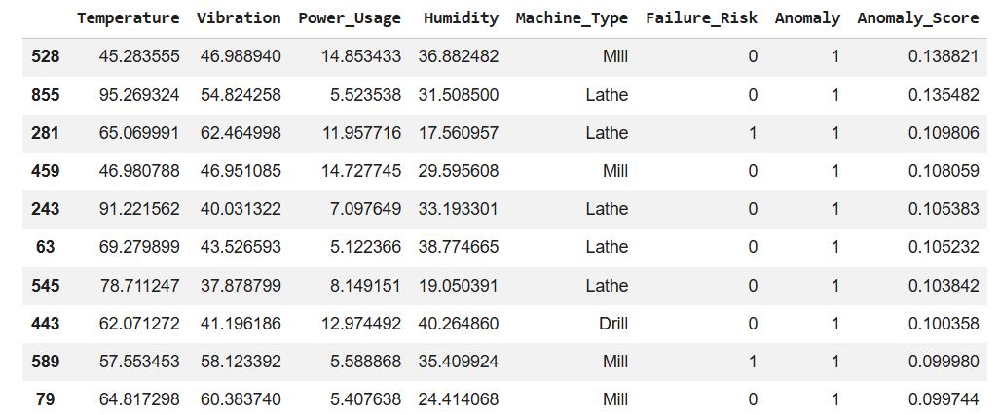 Temperature Vibration Power_Usage Humidity Machine_Type Failure_Risk Anomaly Anomaly_Score
528 45.283555 46.988940 14.853433 36.882482 Mill 0 1 0.138821
855 95.269324 54.824258 5.523538 31.508500 Lathe 0 1 0.135482
281 65.069991 62.464998 11.957716 17.560957 Lathe 1 1 0.109806
459 46.980788 46.951085 14.727745 29.595608 Mill 0 1 0.108059
243 91.221562 40.031322 7.097649 33.193301 Lathe 0 1 0.105383
63 69.279899 43.526593 5.122366 38.774665 Lathe 0 1 0.105232
545 78.711247 37.878799 8.149151 19.050391 Lathe 0 1 0.103842
443 62.071272 41.196186 12.974492 40.264860 Drill 0 1 0.100358
589 57.553453 58.123392 5.588868 35.409924 Mill 1 1 0.099980
79 64.817298 60.383740 5.407638 24.414068 Mill 0 1 0.099744